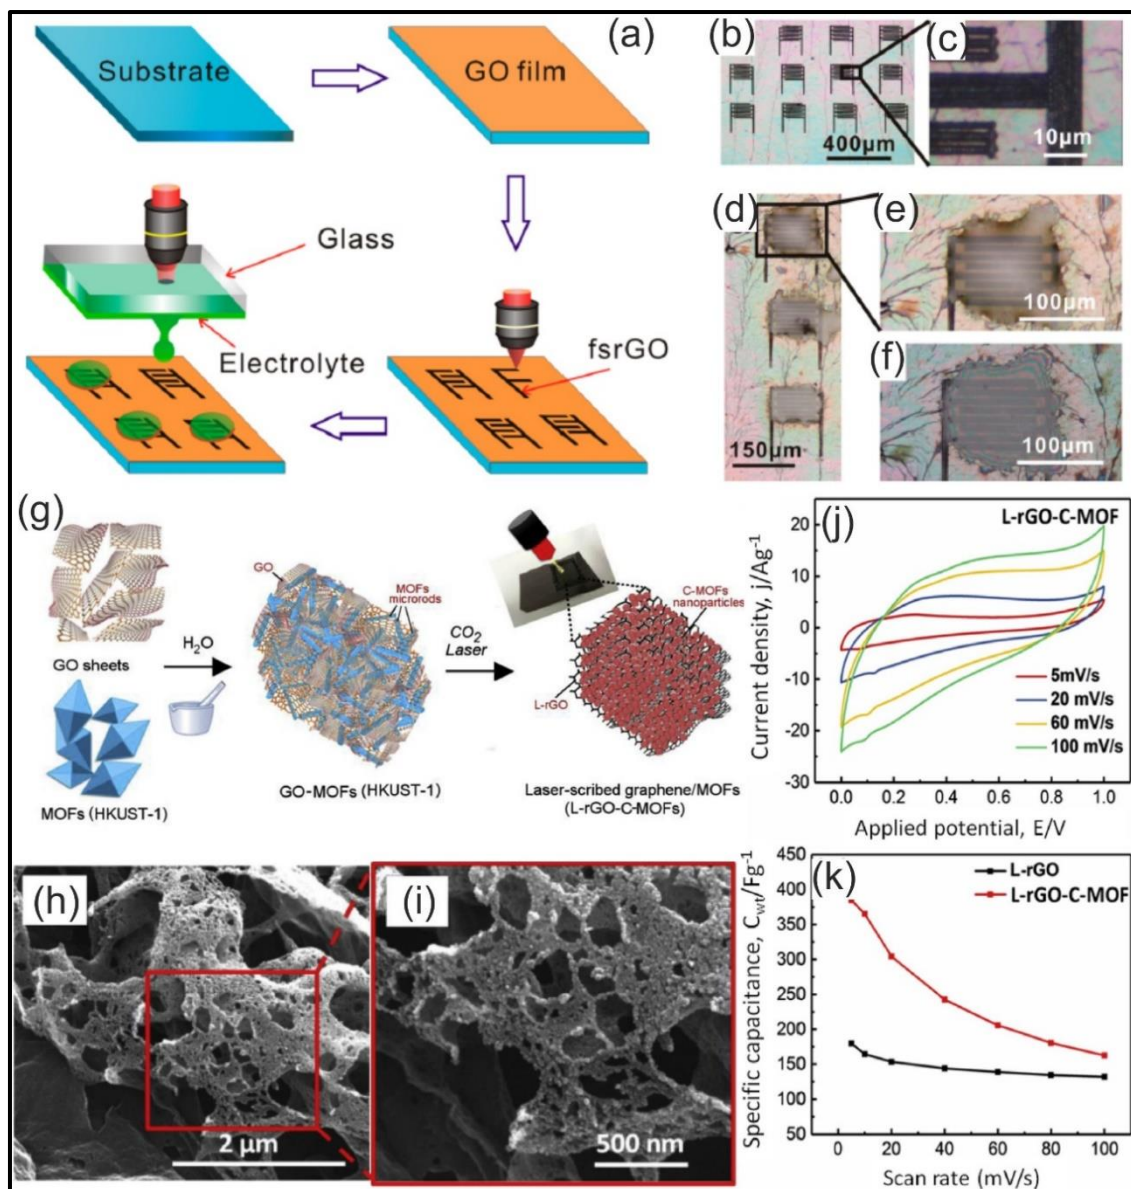 (a)
Substrate
GO film
Glass
Electrolyte
fsrGO
(b)
400µm
(c)
10µm
(d)
150µm
(e)
100µm
(f)
100µm
(g)
GO sheets
H2O
MOFs (HKUST-1)
GO
MOFs
microrods
GO-MOFs (HKUST-1)
CO2
Laser
C-MOFs
nanoparticles
L-rGO
Laser-scribed graphene/MOFs
(L-rGO-C-MOFs)
(h)
2 µm
(i)
500 nm
(j)
L-rGO-C-MOF
Current density, j/Ag-1
20
10
0
-10
-20
-30
5mV/s
20 mV/s
60 mV/s
100 mV/s
0.0 0.2 0.4 0.6 0.8 1.0
Applied potential, E/V
(k)
L-rGO
L-rGO-C-MOF
Specific capacitance, Cwt/Fg-1
450
400
350
300
250
200
150
100
50
0 20 40 60 80 100
Scan rate (mV/s)